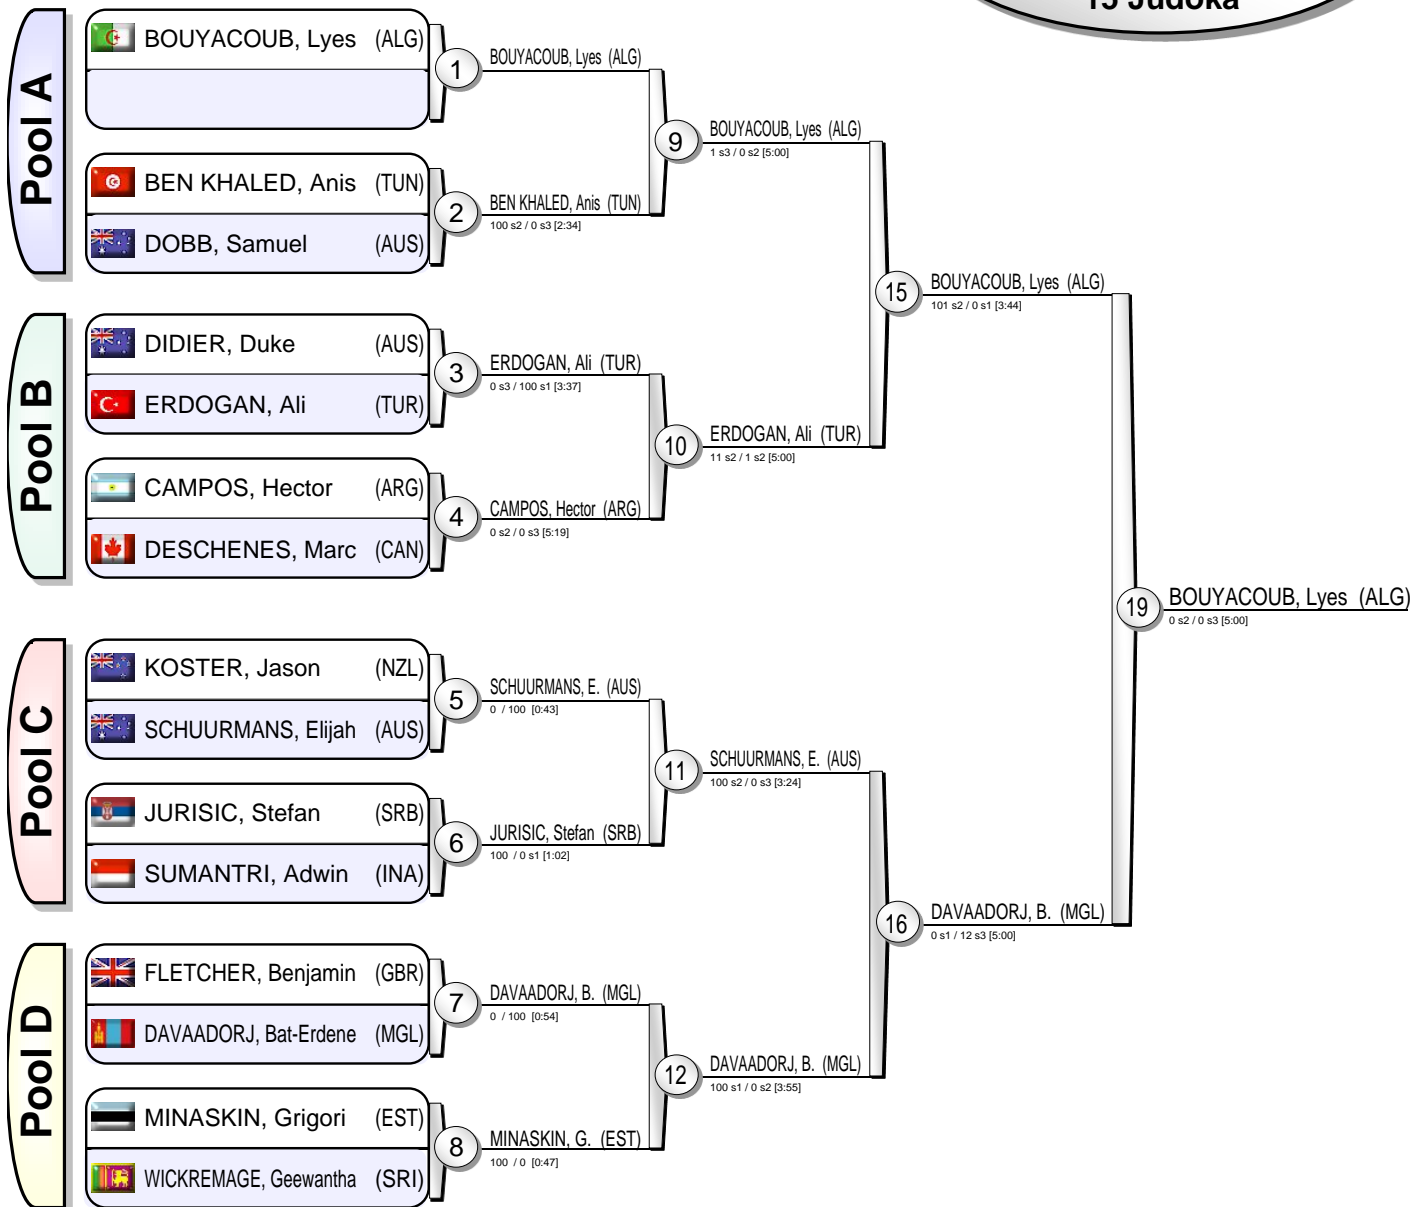 15 Judoka
Pool A
BOUYACOUB, Lyes (ALG)
BEN KHALED, Anis (TUN)
DOBB, Samuel (AUS)
Pool B
DIDIER, Duke (AUS)
ERDOGAN, Ali (TUR)
CAMPOS, Hector (ARG)
DESCHENES, Marc (CAN)
Pool C
KOSTER, Jason (NZL)
SCHUURMANS, Elijah (AUS)
JURISIC, Stefan (SRB)
SUMANTRI, Adwin (INA)
Pool D
FLETCHER, Benjamin (GBR)
DAVAADORJ, Bat-Erdene (MGL)
MINASKIN, Grigori (EST)
WICKREMAGE, Geewantha (SRI)
1
BOUYACOUB, Lyes (ALG)
2
BEN KHALED, Anis (TUN)
100 s2 / 0 s3 [2:34]
3
ERDOGAN, Ali (TUR)
0 s3 / 100 s1 [3:37]
4
CAMPOS, Hector (ARG)
0 s2 / 0 s3 [5:19]
5
SCHUURMANS, E. (AUS)
0 / 100 [0:43]
6
JURISIC, Stefan (SRB)
100 / 0 s1 [1:02]
7
DAVAADORJ, B. (MGL)
0 / 100 [0:54]
8
MINASKIN, G. (EST)
100 / 0 [0:47]
9
BOUYACOUB, Lyes (ALG)
1 s3 / 0 s2 [5:00]
10
ERDOGAN, Ali (TUR)
11 s2 / 1 s2 [5:00]
11
SCHUURMANS, E. (AUS)
100 s2 / 0 s3 [3:24]
12
DAVAADORJ, B. (MGL)
100 s1 / 0 s2 [3:55]
15
BOUYACOUB, Lyes (ALG)
101 s2 / 0 s1 [3:44]
16
DAVAADORJ, B. (MGL)
0 s1 / 12 s3 [5:00]
19
BOUYACOUB, Lyes (ALG)
0 s2 / 0 s3 [5:00]